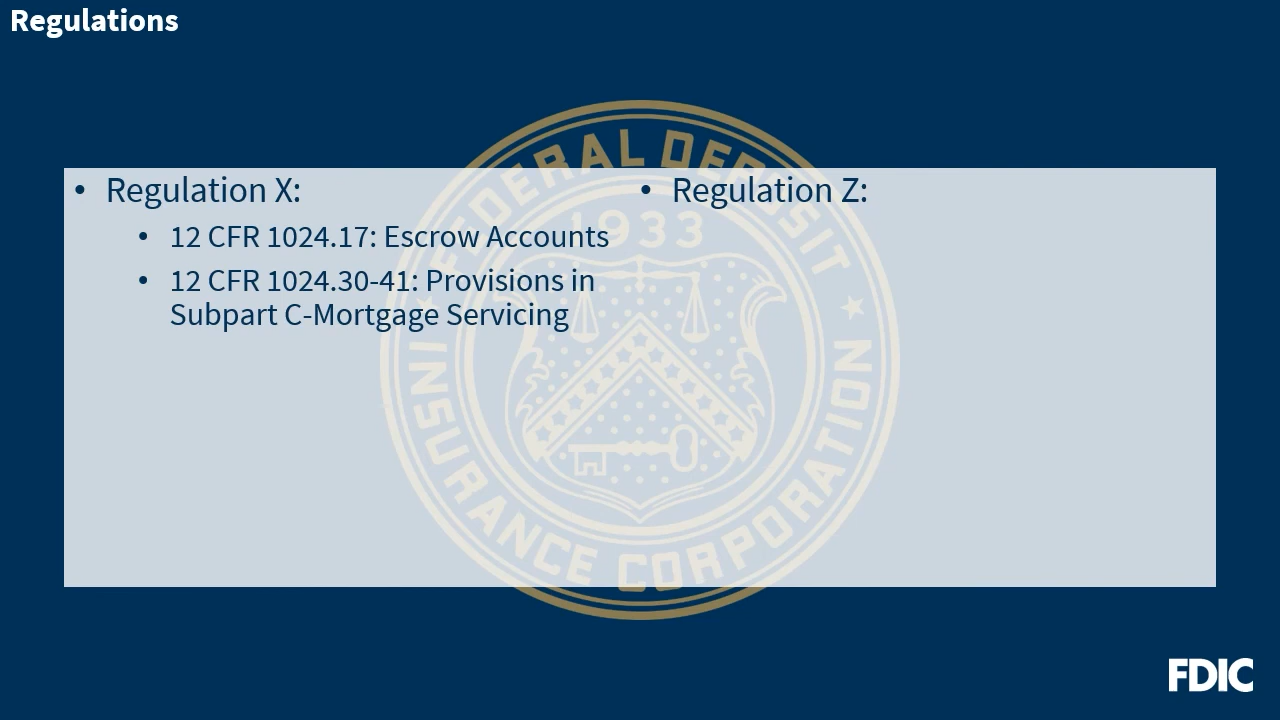 Regulations
• Regulation X:
• 12 CFR 1024.17: Escrow Accounts
• 12 CFR 1024.30-41: Provisions in
Subpart C-Mortgage Servicing
• Regulation Z:
FEDERAL DEPOSIT
INSURANCE CORPORATION
1933
FDIC